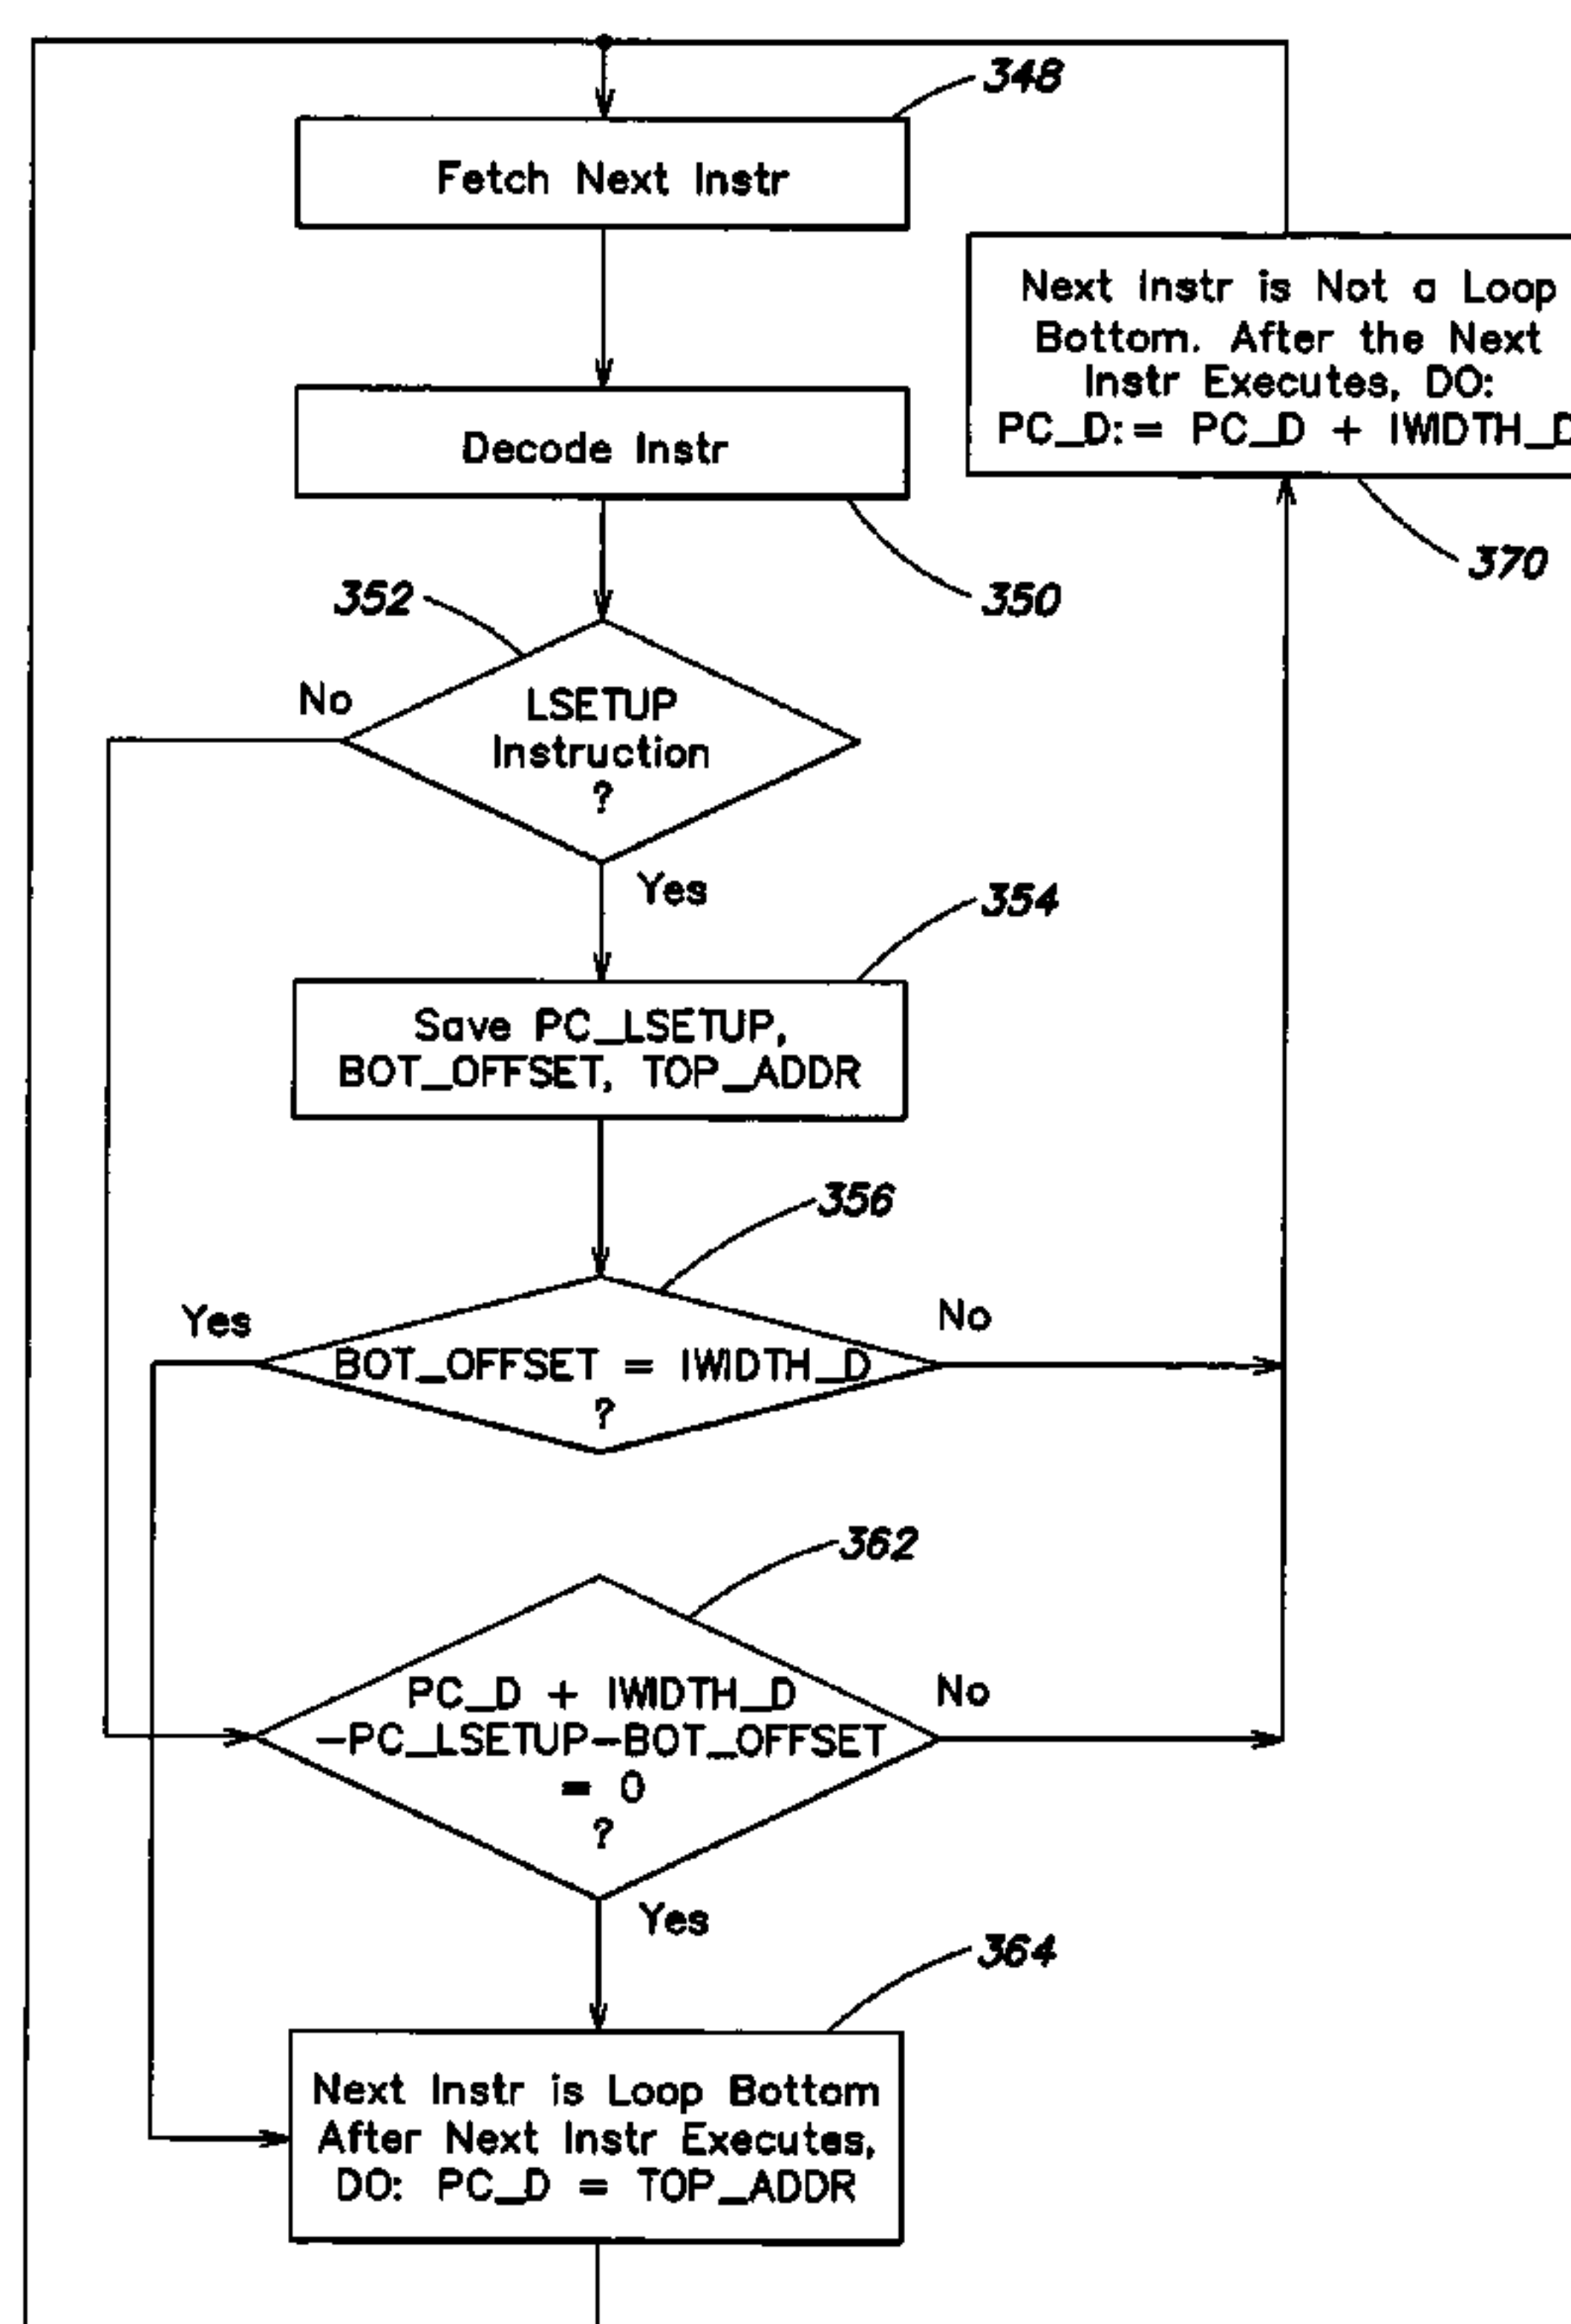 348
Fetch Next Instr
Next Instr is Not a Loop
Bottom. After the Next
Instr Executes, DO:
PC_D:= PC_D + IWIDTH_D
370
Decode Instr
350
352
No
LSETUP
Instruction
?
Yes
354
Save PC_LSETUP,
BOT_OFFSET, TOP_ADDR
356
Yes
No
BOT_OFFSET = IWIDTH_D
?
362
PC_D + IWIDTH_D
-PC_LSETUP-BOT_OFFSET
= 0
?
No
Yes
364
Next Instr is Loop Bottom
After Next Instr Executes,
DO: PC_D = TOP_ADDR